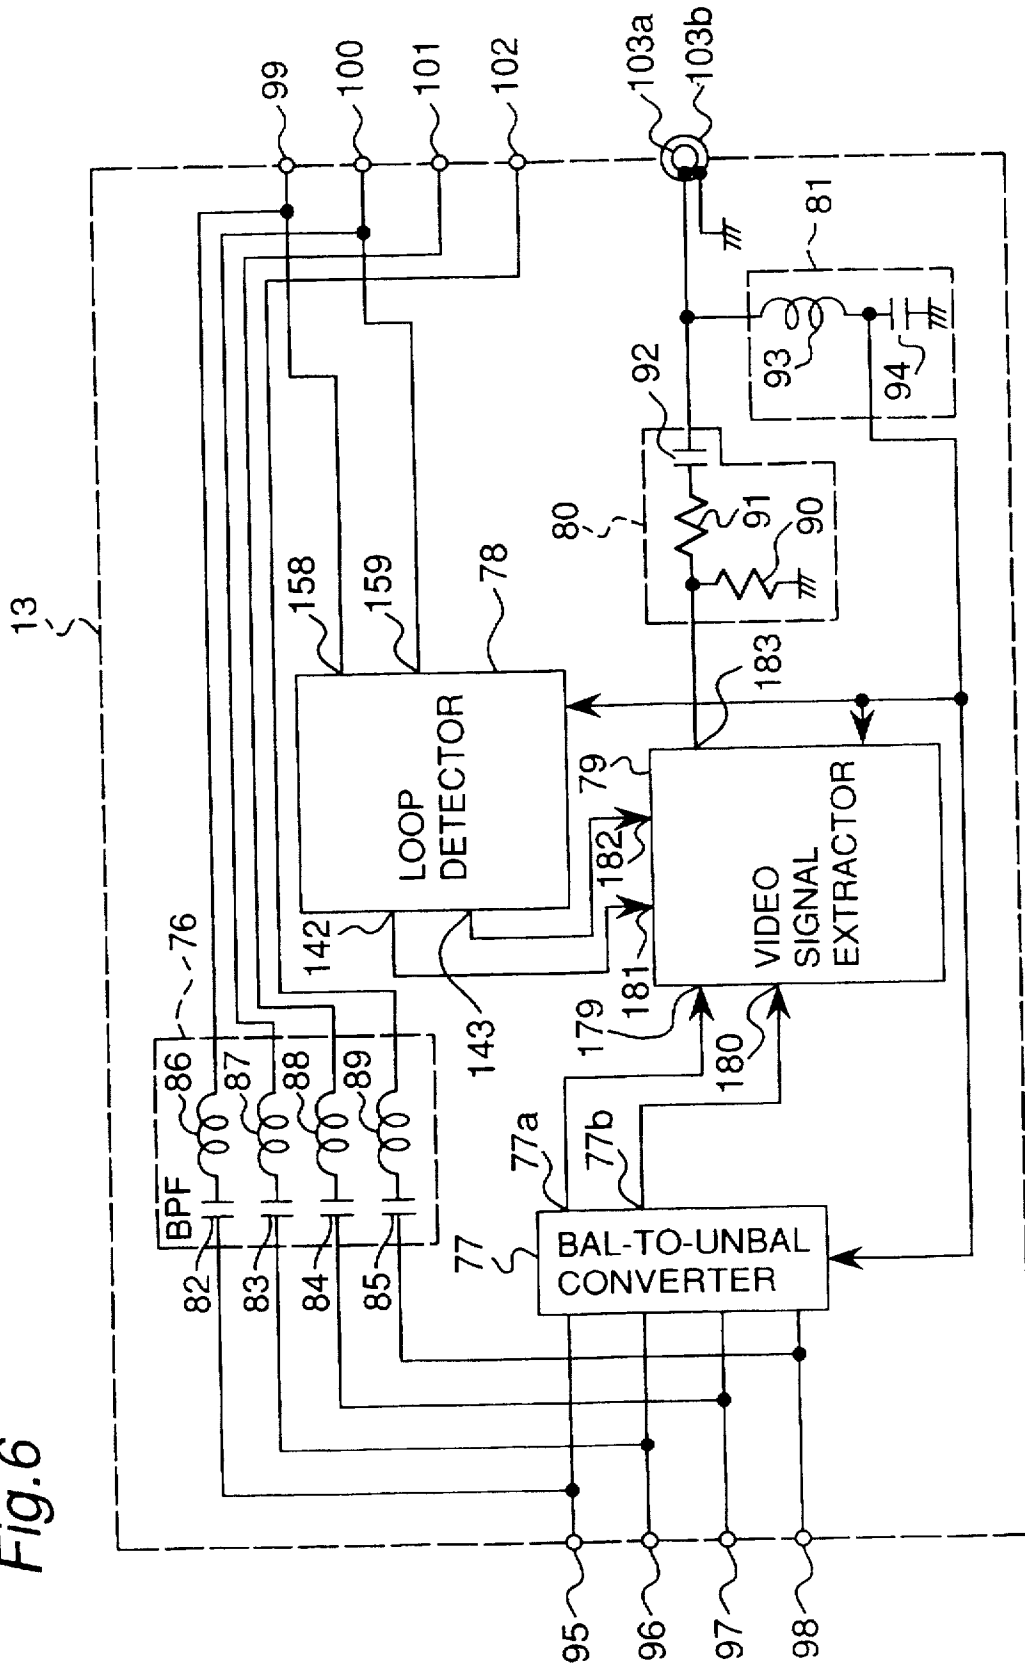 Fig.6
13
99
100
101
102
103a
103b
76
BPF
86
87
88
89
82
83
84
85
158
159
78
LOOP
DETECTOR
142
143
80
92
91
90
81
93
94
183
79
182
181
179
180
VIDEO
SIGNAL
EXTRACTOR
77a
77b
77
BAL-TO-UNBAL
CONVERTER
95
96
97
98